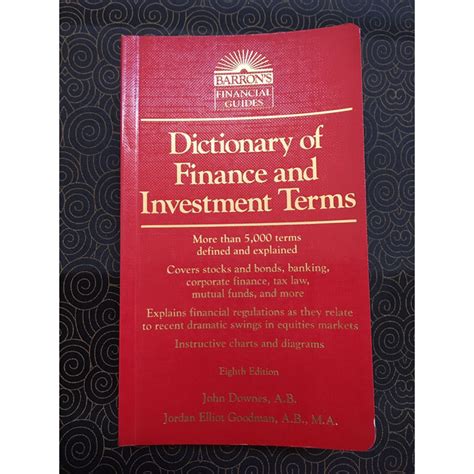 BARRON'S
FINANCIAL
GUIDES
Dictionary of
Finance and
Investment Terms
More than 5,000 terms
defined and explained
Covers stocks and bonds, banking,
corporate finance, tax law,
mutual funds, and more
Explains financial regulations as they relate
to recent dramatic swings in equities markets
Instructive charts and diagrams
Eighth Edition
John Downes, A.B.
Jordan Elliot Goodman, A.B., M.A.